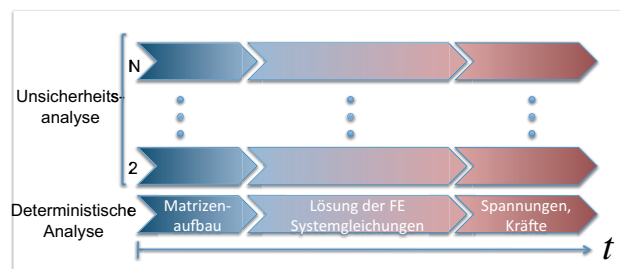 N
Unsicherheits-
analyse
2
Deterministische
Analyse
Matrizen-
aufbau
Lösung der FE
Systemgleichungen
Spannungen,
Kräfte
t